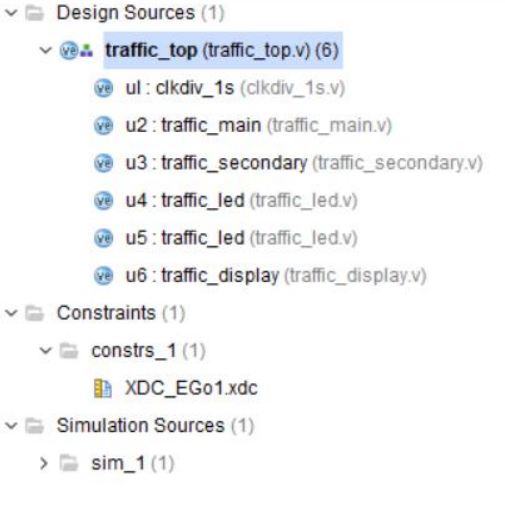 Design Sources (1)
traffic_top (traffic_top.v) (6)
ul : clkdiv_1s (clkdiv_1s.v)
u2 : traffic_main (traffic_main.v)
u3 : traffic_secondary (traffic_secondary.v)
u4 : traffic_led (traffic_led.v)
u5 : traffic_led (traffic_led.v)
u6 : traffic_display (traffic_display.v)
Constraints (1)
constrs_1 (1)
XDC_EGo1.xdc
Simulation Sources (1)
sim_1 (1)